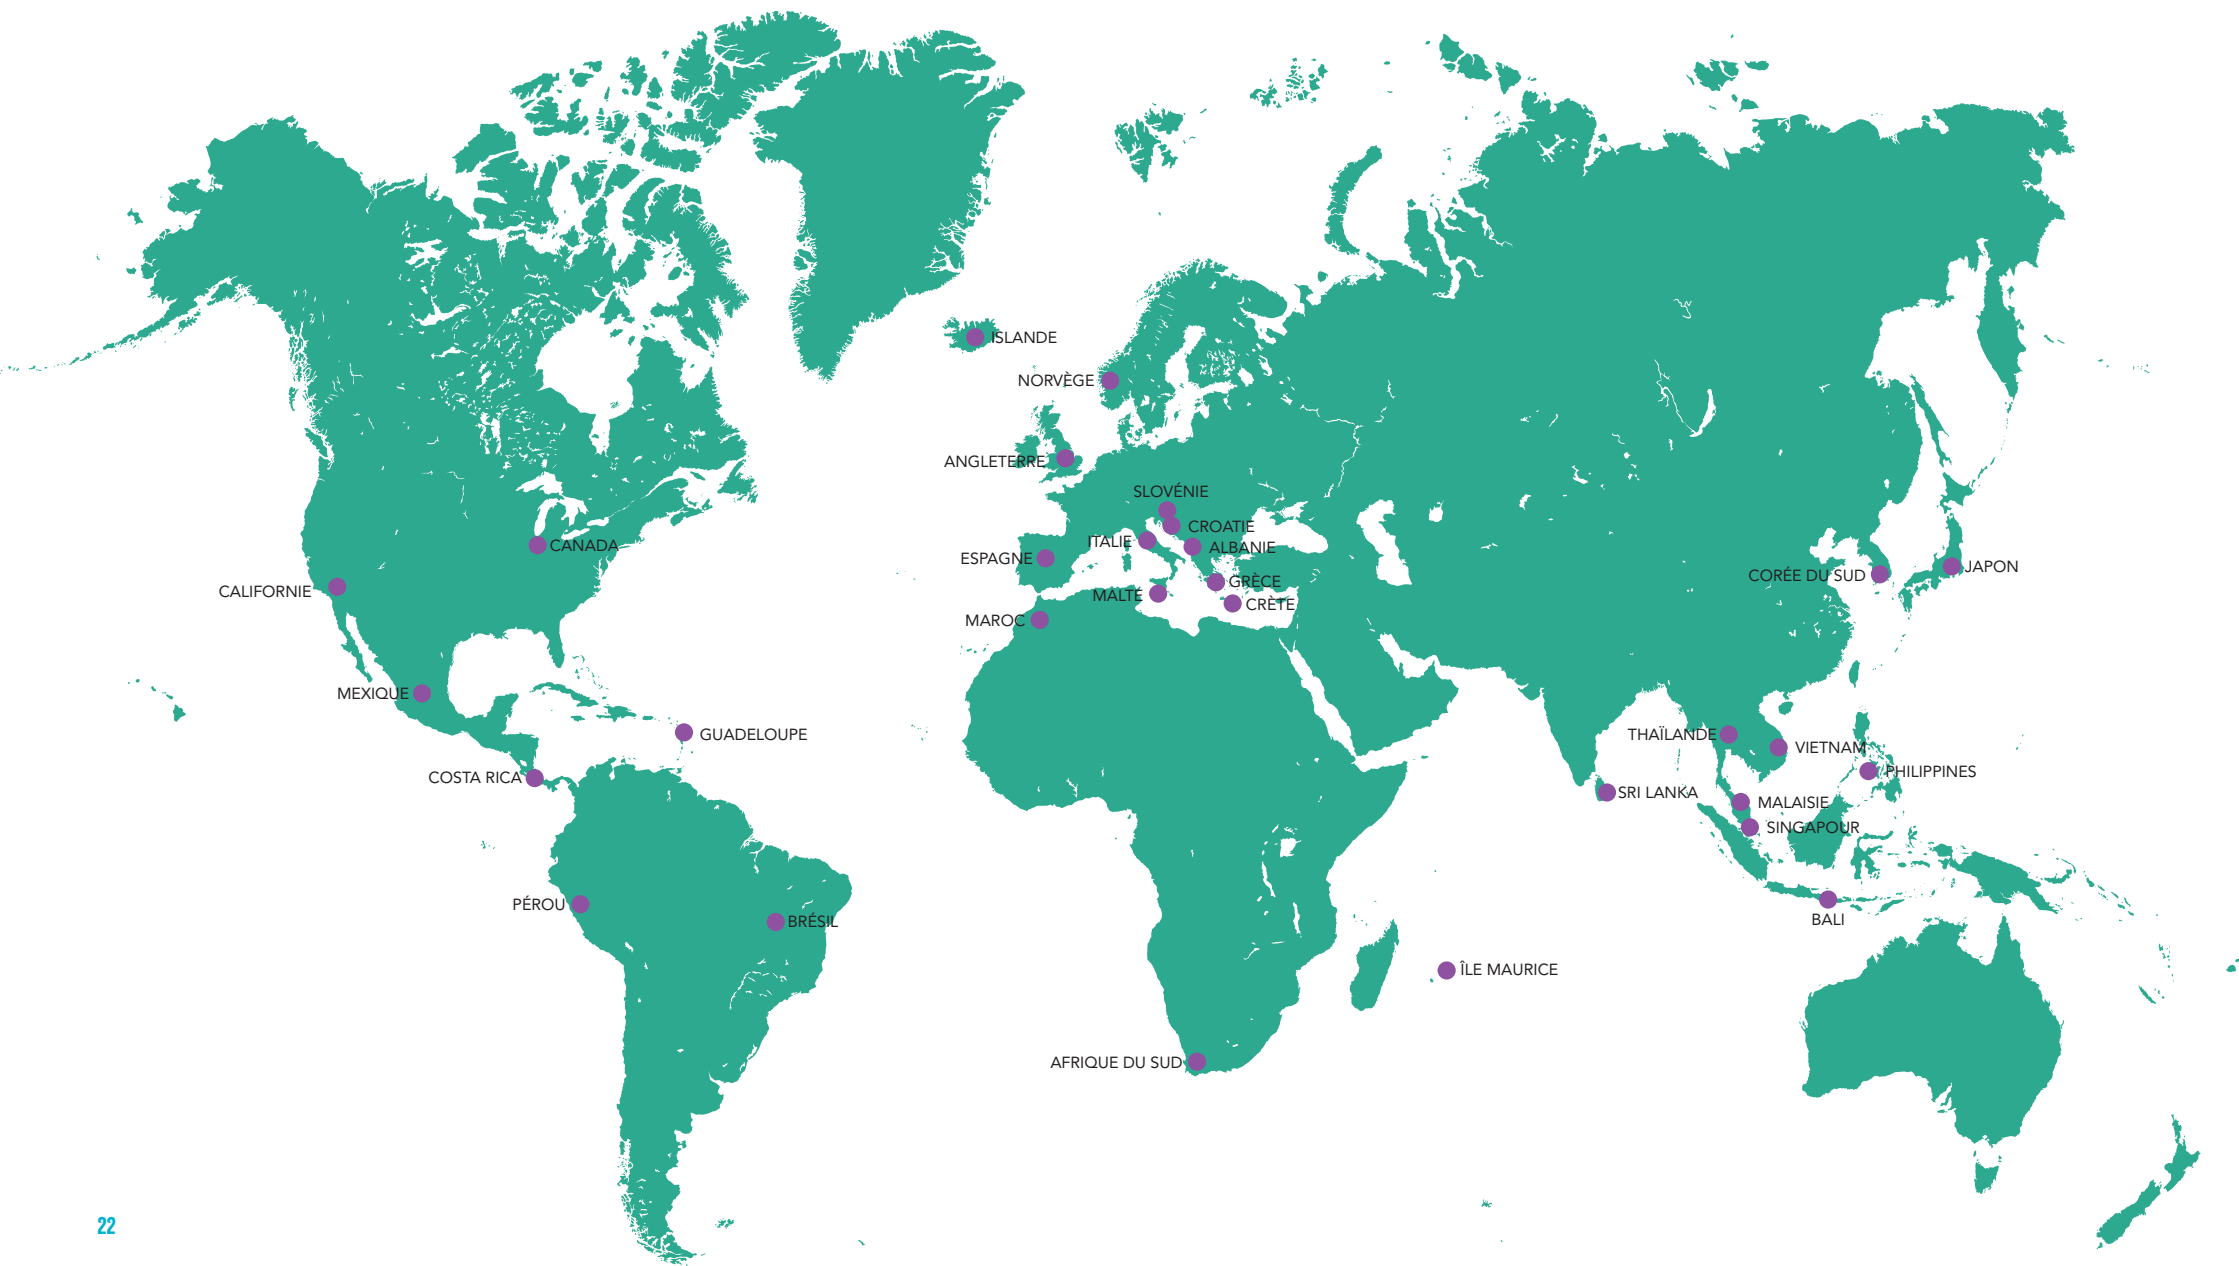 ISLANDE
NORVÈGE
ANGLETERRE
SLOVÉNIE
CROATIE
ITALIE
ALBANIE
CANADA
ESPAGNE
JAPON
CORÉE DU SUD
GRÈCE
CALIFORNIE
MALTE
CRÈTE
MAROC
MEXIQUE
GUADELOUPE
THAÏLANDE
VIETNAM
COSTA RICA
PHILIPPINES
SRI LANKA
MALAISIE
SINGAPOUR
PÉROU
BRÉSIL
BALI
ÎLE MAURICE
AFRIQUE DU SUD
22